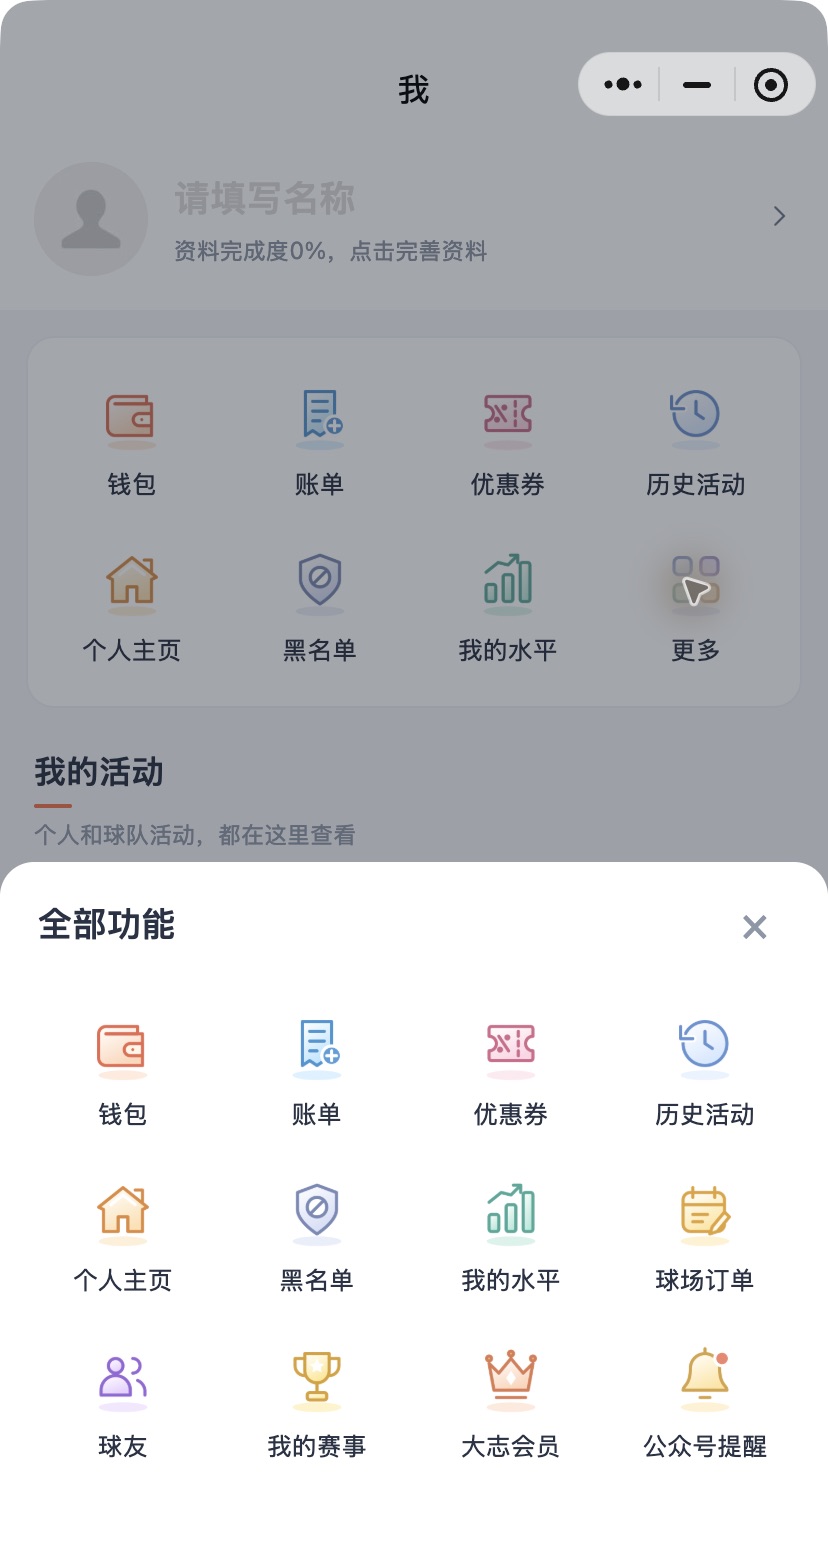 我
请填写名称
资料完成度0%，点击完善资料
钱包 账单 优惠券 历史活动
个人主页 黑名单 我的水平 更多
我的活动
个人和球队活动，都在这里查看
全部功能
钱包 账单 优惠券 历史活动
个人主页 黑名单 我的水平 球场订单
球友 我的赛事 大志会员 公众号提醒